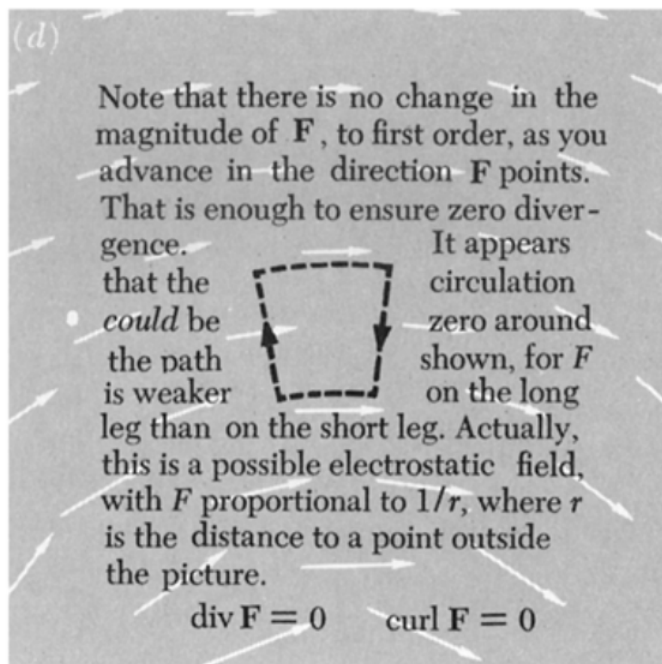 (d)
Note that there is no change in the
magnitude of F, to first order, as you
advance in the direction F points.
That is enough to ensure zero diver-
gence. It appears
that the circulation
could be zero around
the path shown, for F
is weaker on the long
leg than on the short leg. Actually,
this is a possible electrostatic field,
with F proportional to 1/r, where r
is the distance to a point outside
the picture.
div F = 0 curl F = 0